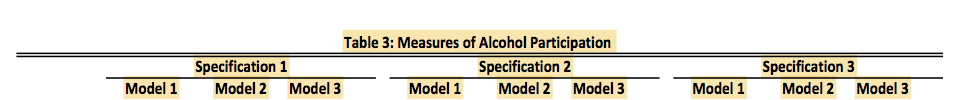 Table 3: Measures of Alcohol Participation
Specification 1 Specification 2 Specification 3
Model 1 Model 2 Model 3 Model 1 Model 2 Model 3 Model 1 Model 2 Model 3